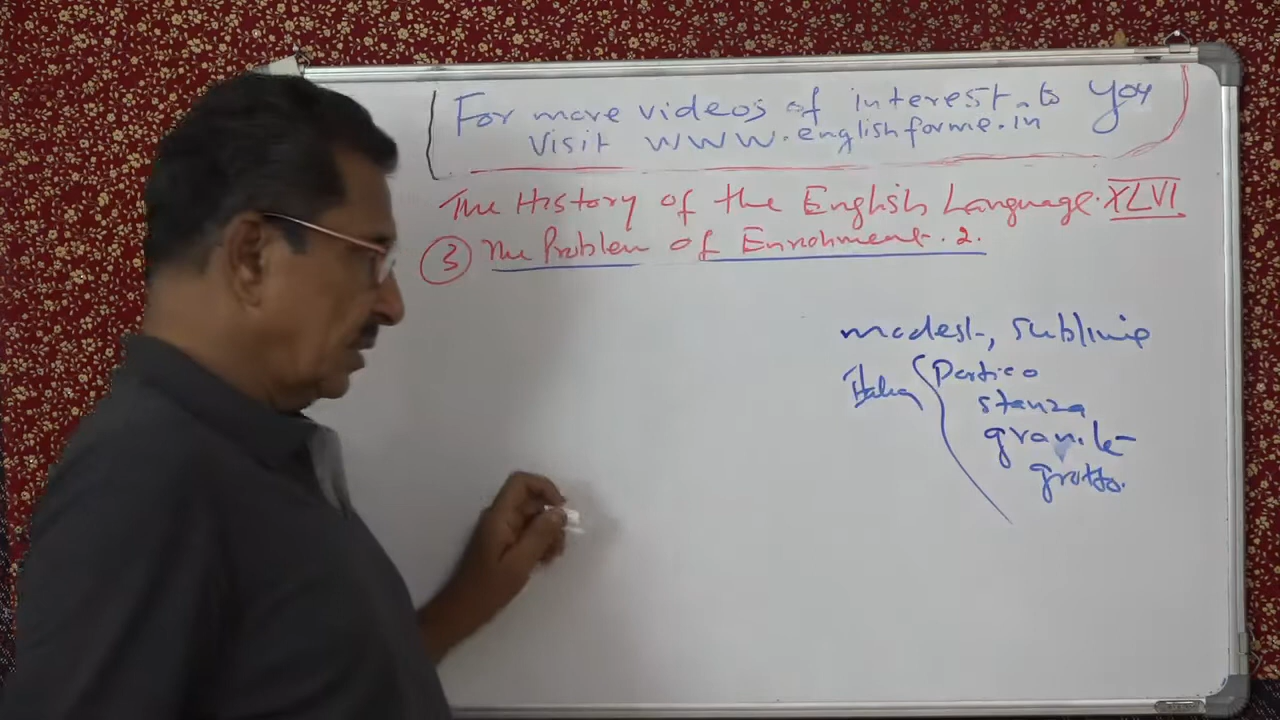 For more videos of interest to you
Visit www.englishforme.in
The History of the English Language. XLVI
3 The Problem of Enrichment. 2.
modest, sublime
Italian
Portico
stanza
granite
grotto.